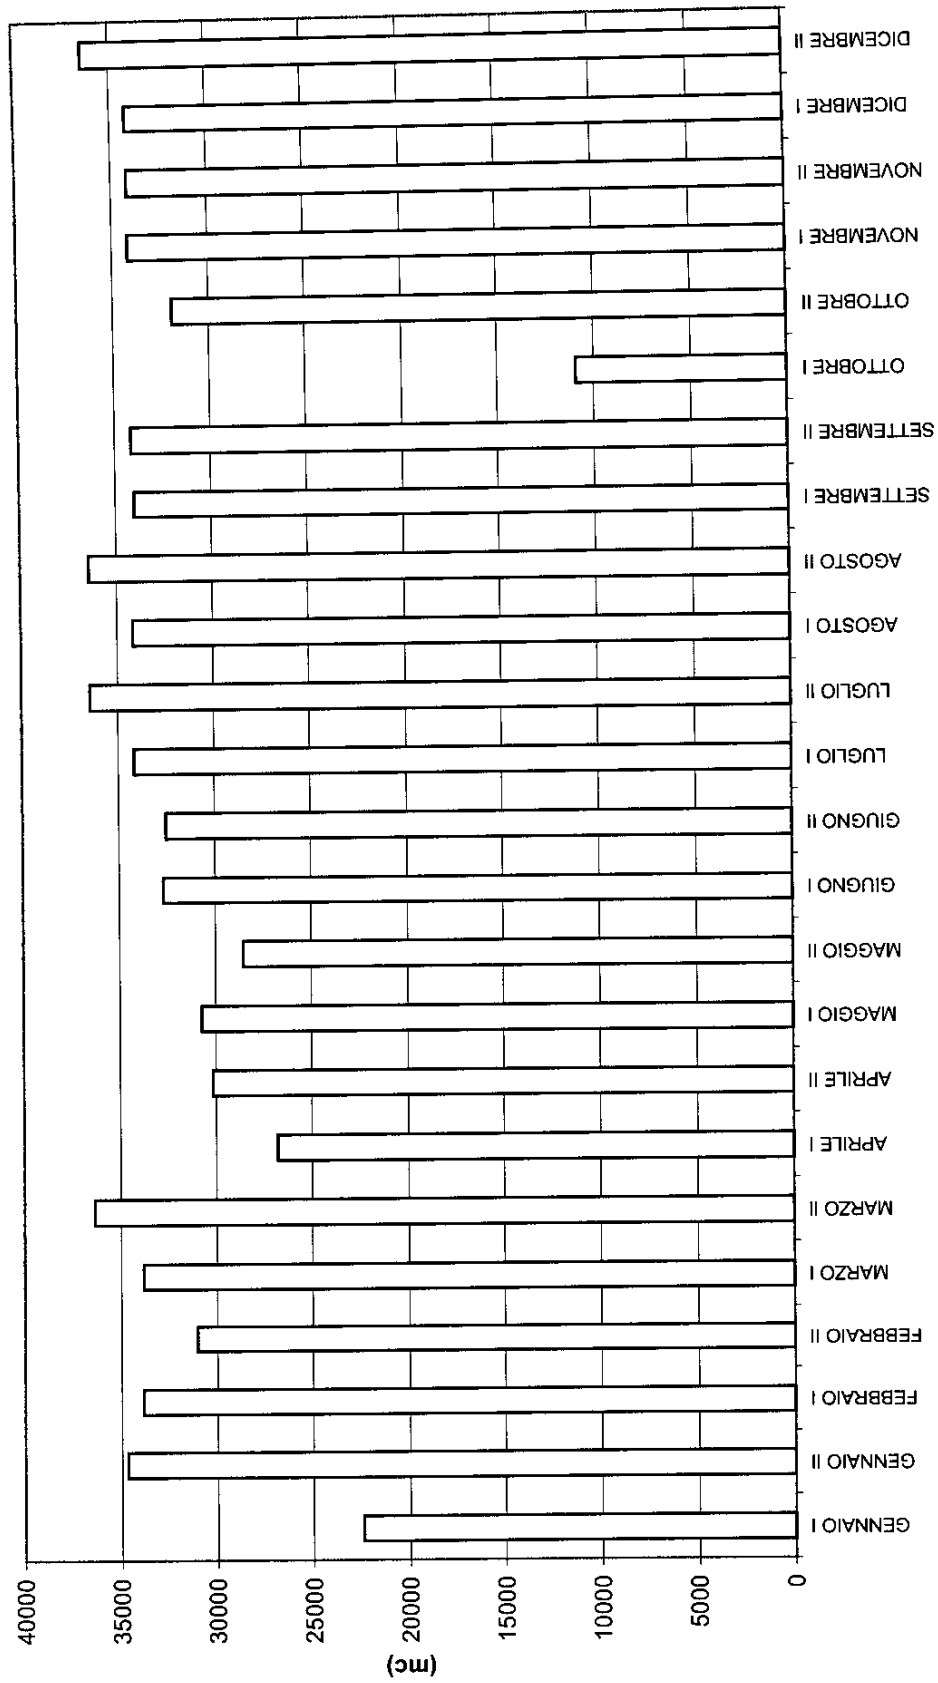 (mc)
40000
35000
30000
25000
20000
15000
10000
5000
0
GENNAIO I
GENNAIO II
FEBBRAIO I
FEBBRAIO II
MARZO I
MARZO II
APRILE I
APRILE II
MAGGIO I
MAGGIO II
GIUGNO I
GIUGNO II
LUGLIO I
LUGLIO II
AGOSTO I
AGOSTO II
SETTEMBRE I
SETTEMBRE II
OTTOBRE I
OTTOBRE II
NOVEMBRE I
NOVEMBRE II
DICEMBRE I
DICEMBRE II